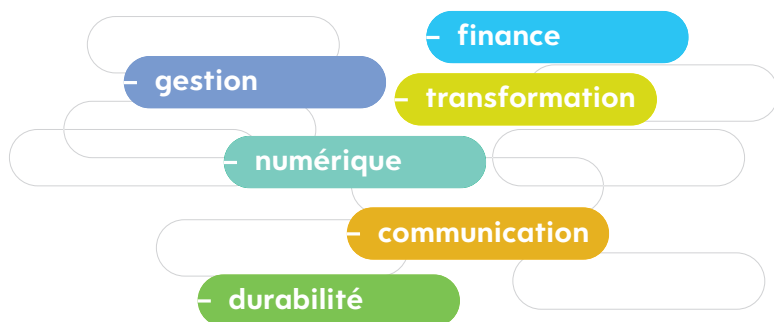 – finance
– gestion
– transformation
– numérique
– communication
– durabilité